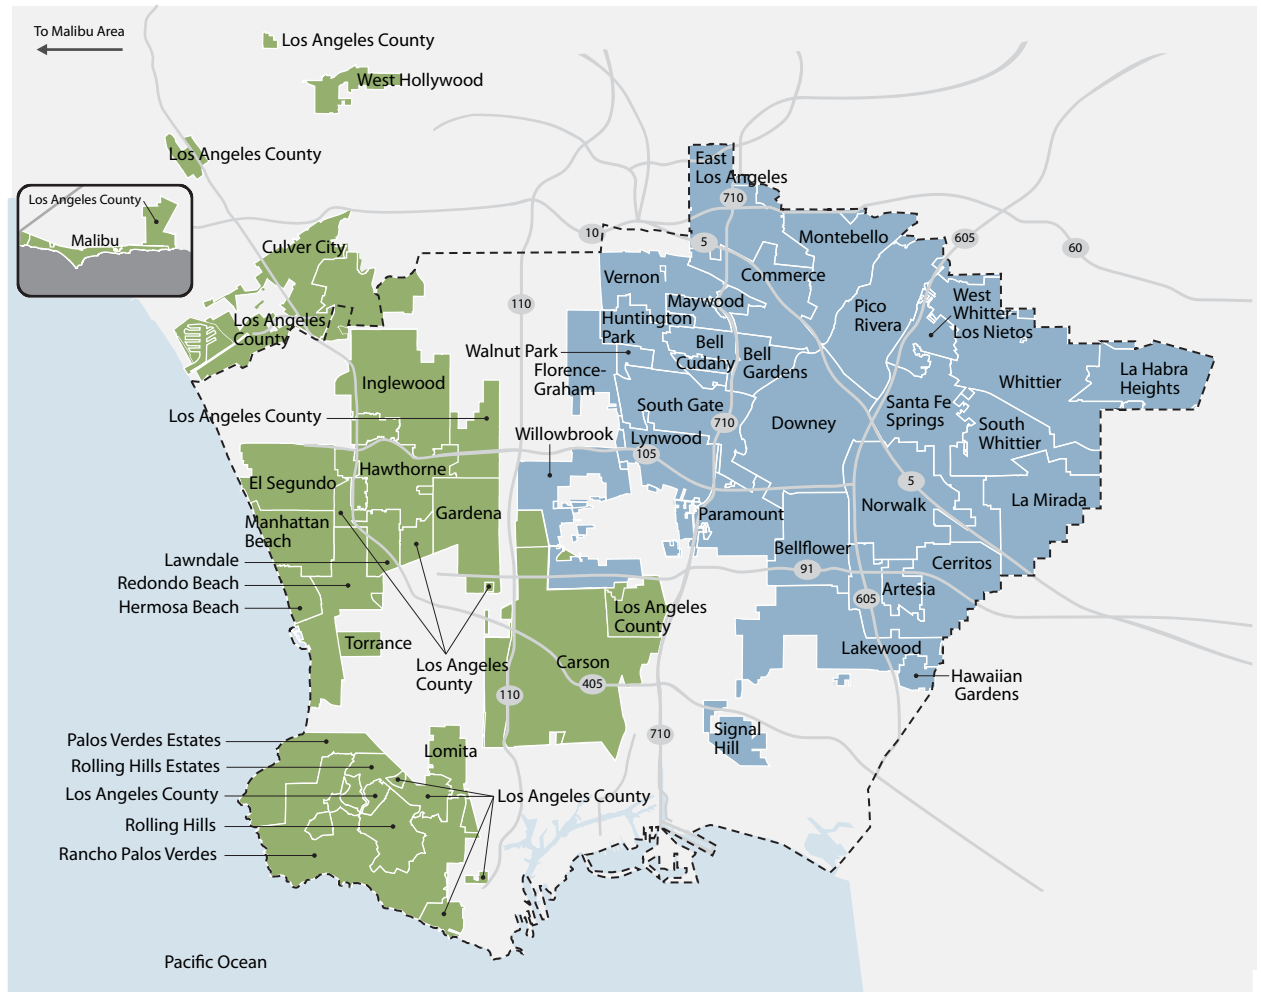 To Malibu Area
Los Angeles County
West Hollywood
Los Angeles County
East
Los Angeles
710
Los Angeles County
Malibu
10
5
Montebello
605
60
Culver City
Vernon
Commerce
110
Maywood
West
Whitter-
Los Nietos
Los Angeles
County
Huntington
Park
Pico
Rivera
Walnut Park
Bell
Cudahy
Bell
Gardens
Florence-
Graham
La Habra
Heights
Inglewood
Whittier
Los Angeles County
South Gate
710
Downey
Santa Fe
Springs
South
Whittier
Willowbrook
Lynwood
105
Hawthorne
El Segundo
5
Norwalk
La Mirada
Gardena
Paramount
Manhattan
Beach
Lawndale
Bellflower
91
Cerritos
Redondo Beach
Artesia
605
Hermosa Beach
Los Angeles
County
Torrance
Los Angeles
County
Carson
405
110
Lakewood
Hawaiian
Gardens
710
Signal
Hill
Palos Verdes Estates
Lomita
Rolling Hills Estates
Los Angeles County
Los Angeles County
Rolling Hills
Rancho Palos Verdes
Pacific Ocean